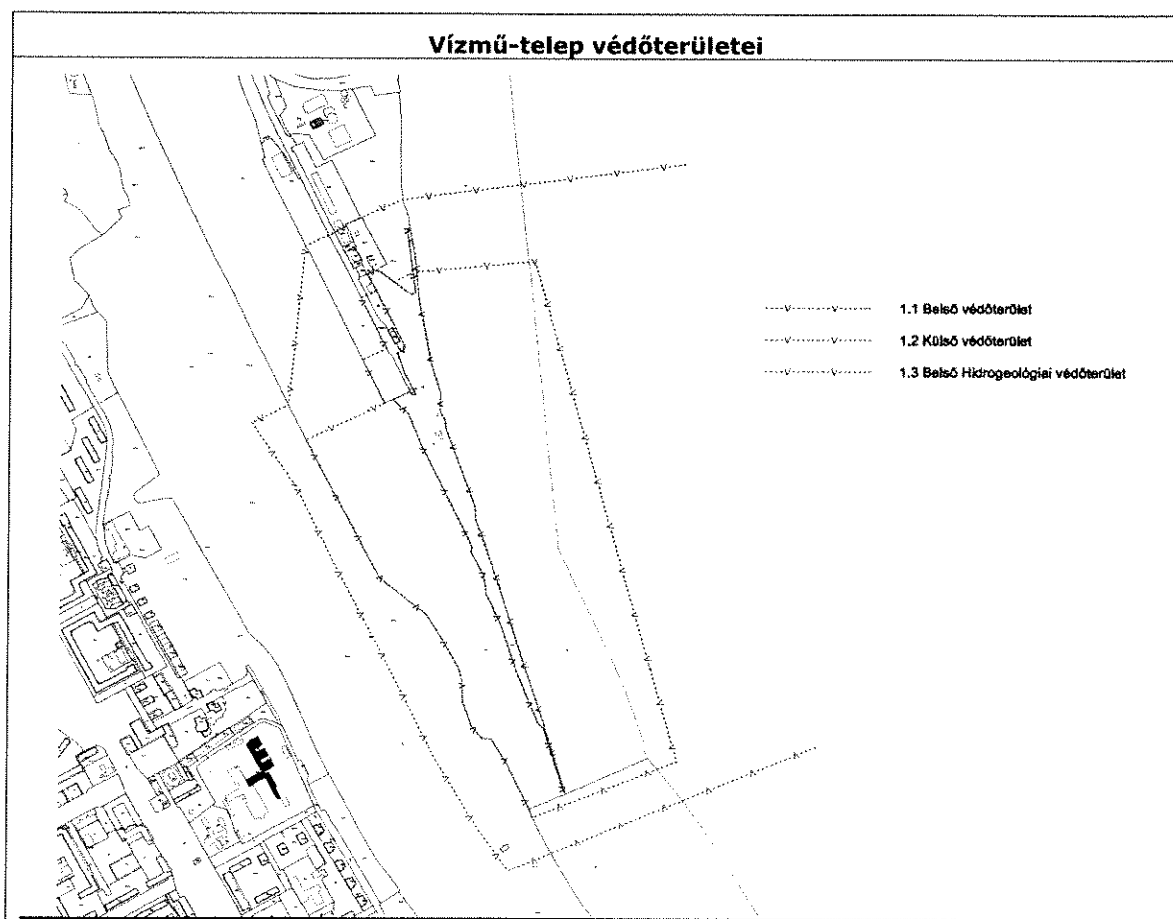 Vízmű-telep védőterületei
1.1 Belső védőterület
1.2 Külső védőterület
1.3 Belső Hidrogeológiai védőterület